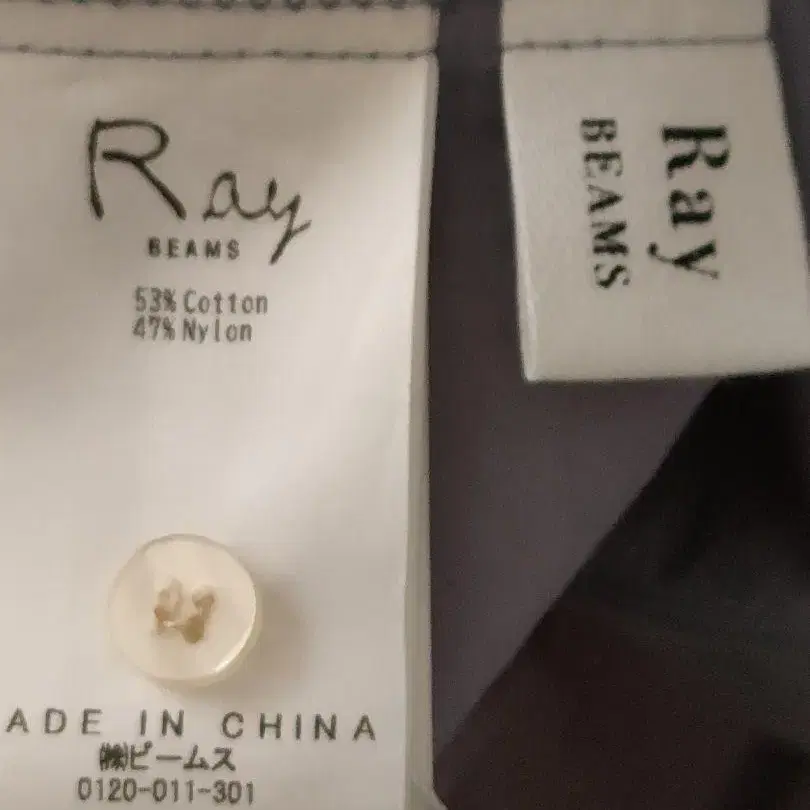 Ray
BEAMS
53% Cotton
47% Nylon
ADE IN CHINA
㈱ビームス
0120-011-301
Ray
BEAMS